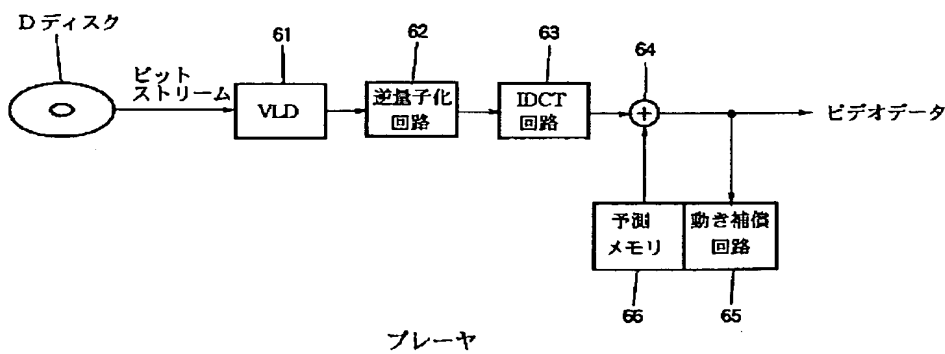 D ディスク
61
62
63
64
ビット
ストリーム
VLD
逆量子化
回路
IDCT
回路
+
ビデオデータ
予測
メモリ
動き補償
回路
66
65
プレーヤ